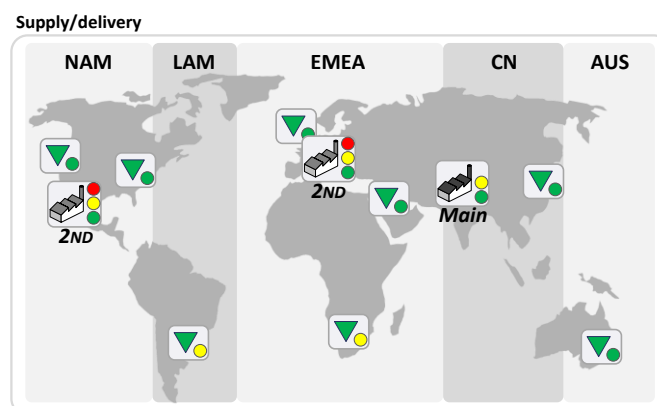 Supply/delivery
NAM
LAM
EMEA
CN
AUS
2ND
2ND
Main